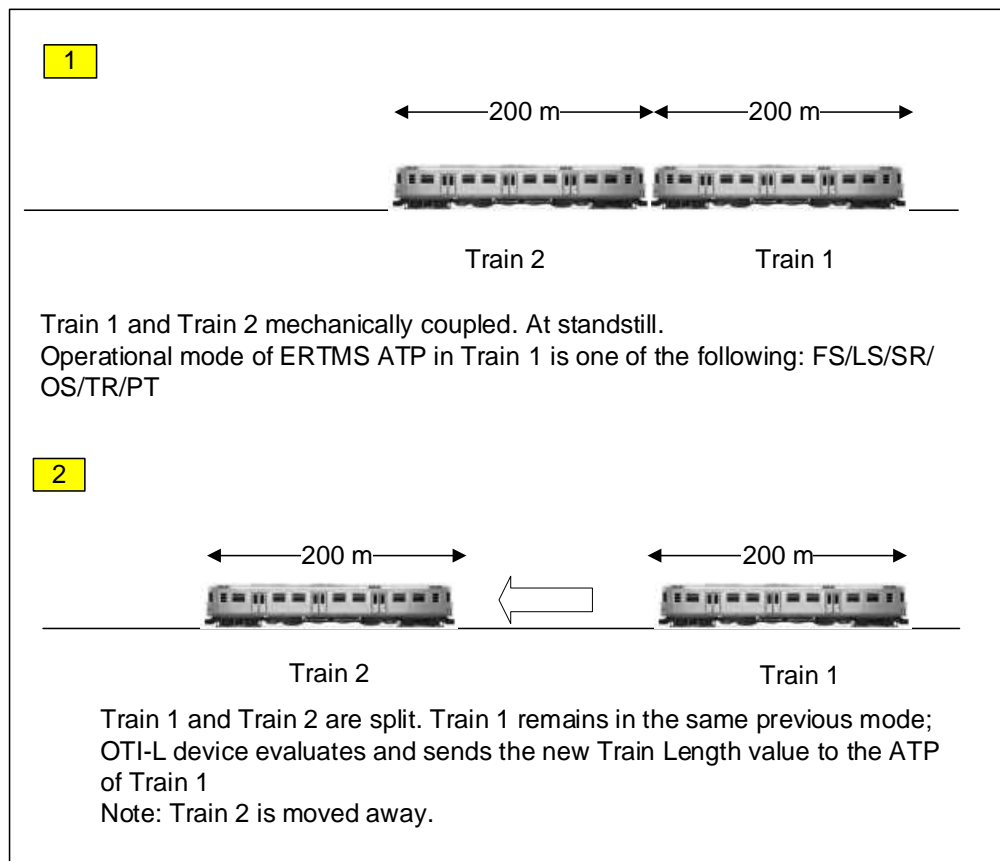 1
200 m 200 m
Train 2 Train 1
Train 1 and Train 2 mechanically coupled. At standstill.
Operational mode of ERTMS ATP in Train 1 is one of the following: FS/LS/SR/
OS/TR/PT
2
200 m 200 m
Train 2 Train 1
Train 1 and Train 2 are split. Train 1 remains in the same previous mode;
OTI-L device evaluates and sends the new Train Length value to the ATP
of Train 1
Note: Train 2 is moved away.